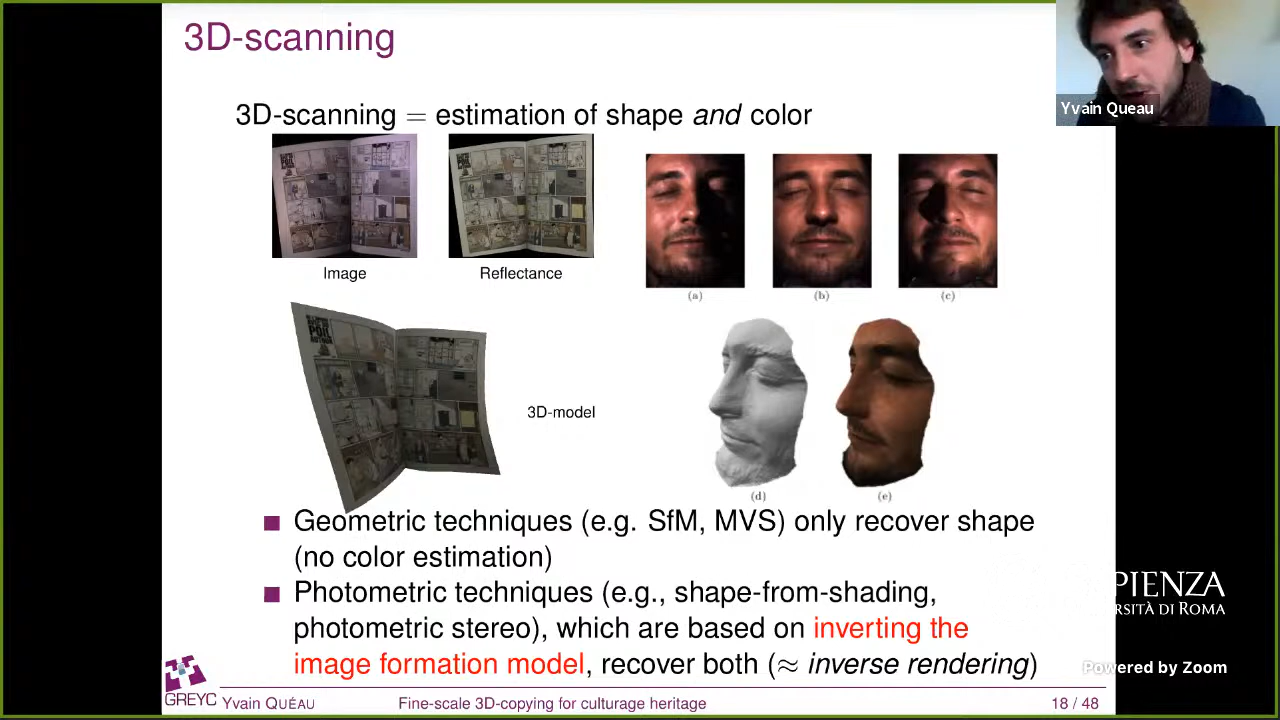 3D-scanning
Yvain Queau
3D-scanning = estimation of shape and color
Image
Reflectance
(a)
(b)
(c)
POIL
3D-model
(d)
(e)
Geometric techniques (e.g. SfM, MVS) only recover shape
(no color estimation)
Photometric techniques (e.g., shape-from-shading,
photometric stereo), which are based on inverting the
image formation model, recover both (≈ inverse rendering)
PIENZA
RSITÀ DI ROMA
Powered by Zoom
GREYC
Yvain QUÉAU
Fine-scale 3D-copying for culturage heritage
18 / 48